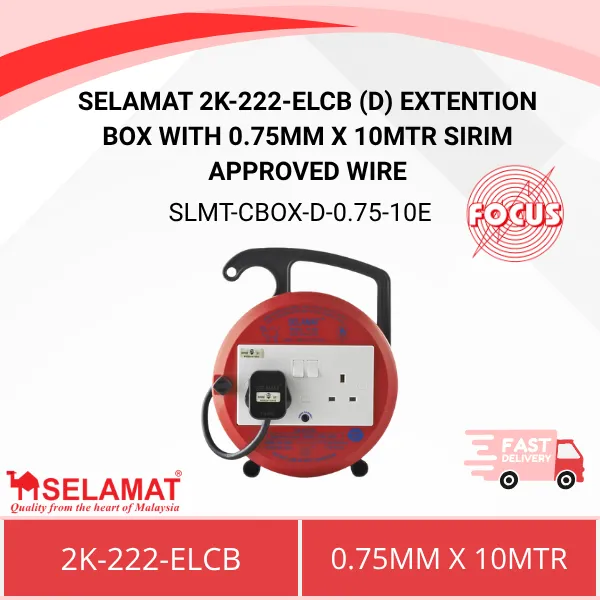 SELAMAT 2K-222-ELCB (D) EXTENTION
BOX WITH 0.75MM X 10MTR SIRIM
APPROVED WIRE
SLMT-CBOX-D-0.75-10E
FOCUS
SELAMAT
FAST
DELIVERY
SELAMAT®
Quality from the heart of Malaysia
2K-222-ELCB
0.75MM X 10MTR